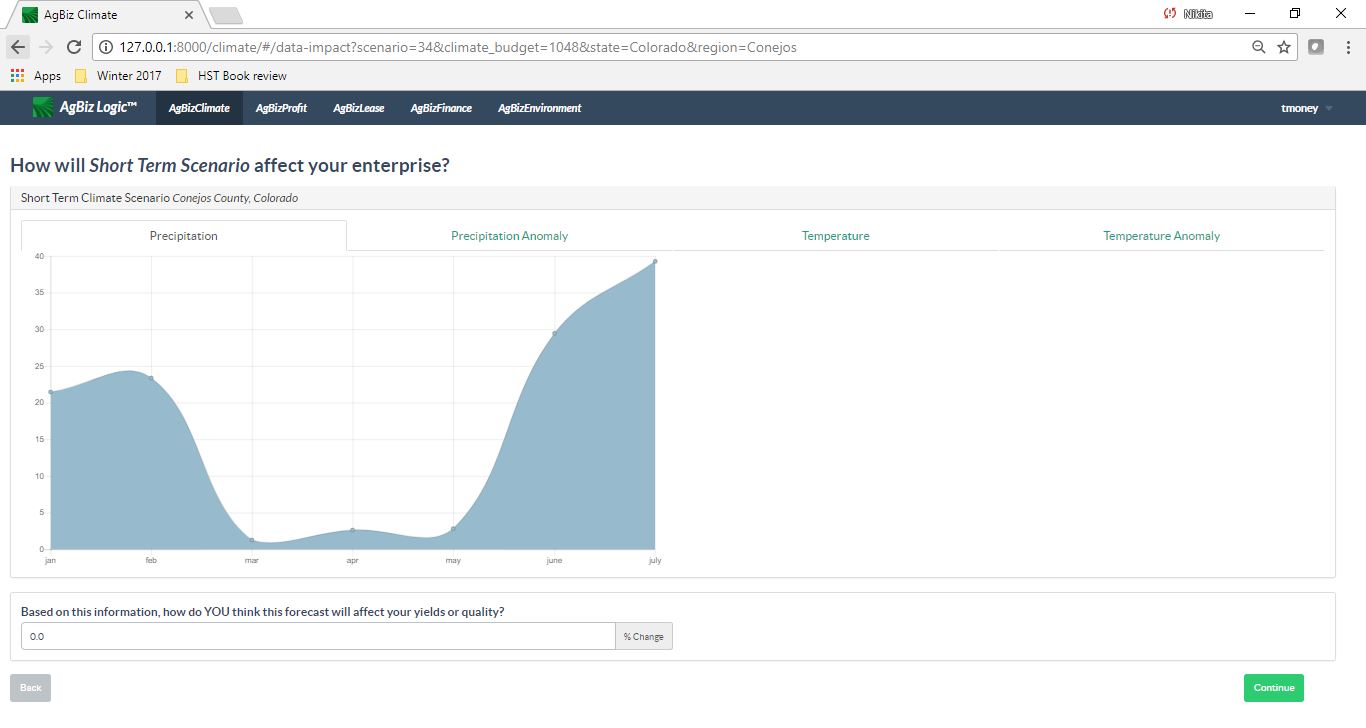 AgBiz Climate
Nikita
127.0.0.1:8000/climate/#/data-impact?scenario=34&climate_budget=1048&state=Colorado&region=Conejos
Apps Winter 2017 HST Book review
AgBiz Logic™ AgBizClimate AgBizProfit AgBizLease AgBizFinance AgBizEnvironment tmoney
How will Short Term Scenario affect your enterprise?
Short Term Climate Scenario Conejos County, Colorado
Precipitation Precipitation Anomaly Temperature Temperature Anomaly
40
35
30
25
20
15
10
5
0
jan feb mar apr may june july
Based on this information, how do YOU think this forecast will affect your yields or quality?
0.0 % Change
Back Continue